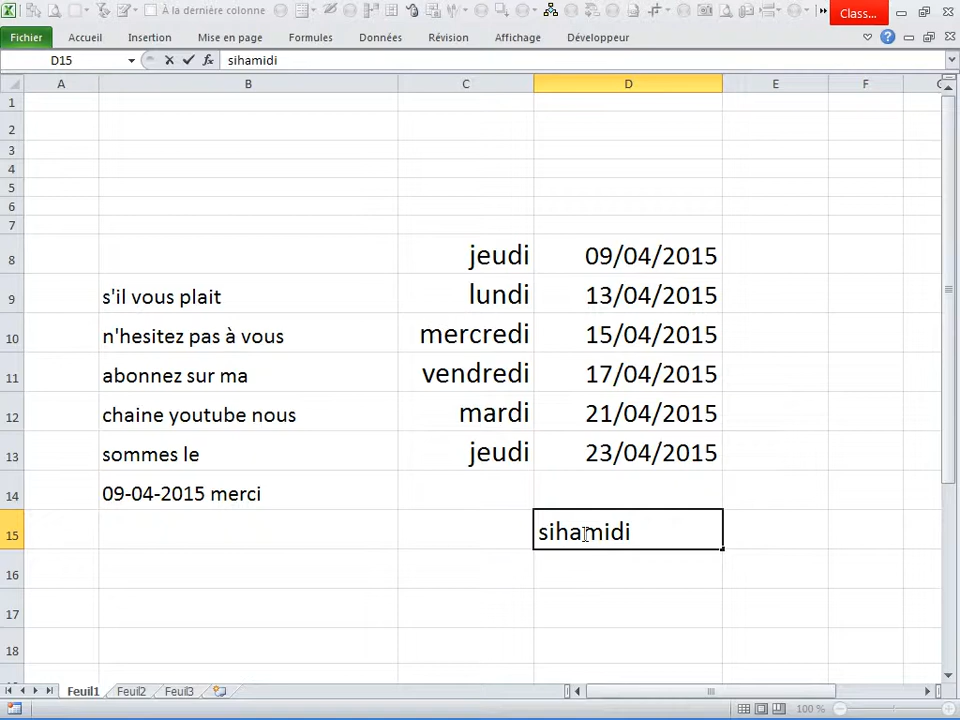 À la dernière colonne
Class...
Fichier Accueil Insertion Mise en page Formules Données Révision Affichage Développeur
D15 fx sihamidi
A B C D E F
1
2
3
4
5
6
7
8 jeudi 09/04/2015
9 s'il vous plait lundi 13/04/2015
10 n'hesitez pas à vous mercredi 15/04/2015
11 abonnez sur ma vendredi 17/04/2015
12 chaine youtube nous mardi 21/04/2015
13 sommes le jeudi 23/04/2015
14 09-04-2015 merci
15 sihamidi
16
17
18
Feuil1 Feuil2 Feuil3
100 %